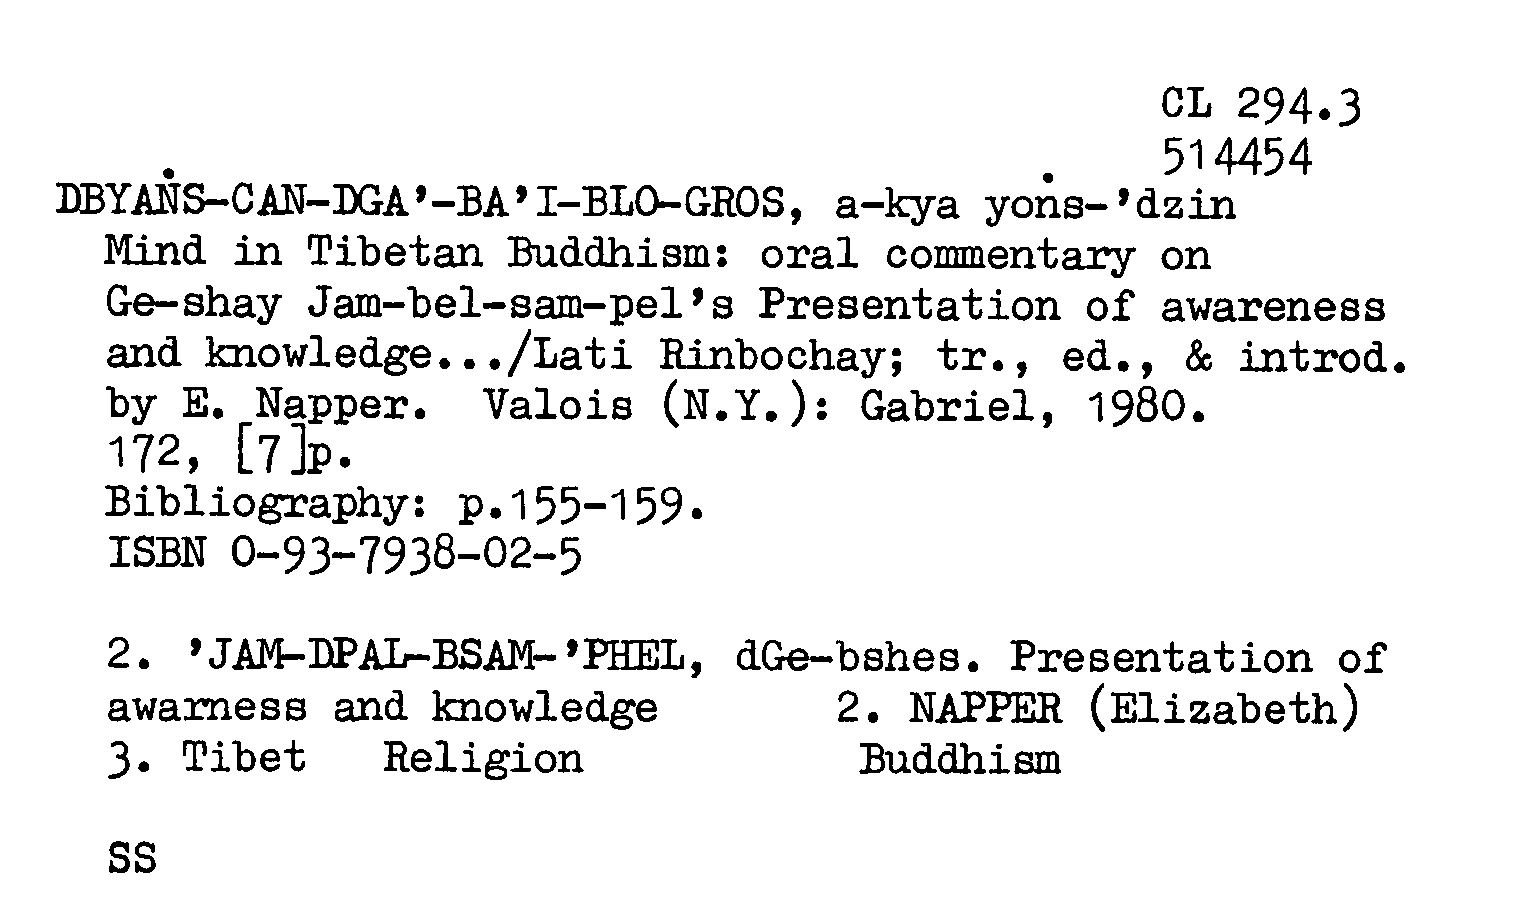 CL 294.3
514454
DBYAṄS-CAN-DGA'-BA'I-BLO-GROS, a-kya yoṅs-'dzin
Mind in Tibetan Buddhism: oral commentary on
Ge-shay Jam-bel-sam-pel's Presentation of awareness
and knowledge.../Lati Rinbochay; tr., ed., & introd.
by E. Napper. Valois (N.Y.): Gabriel, 1980.
172, [7]p.
Bibliography: p.155-159.
ISBN 0-93-7938-02-5
2. 'JAM-DPAL-BSAM-'PHEL, dGe-bshes. Presentation of
awarness and knowledge 2. NAPPER (Elizabeth)
3. Tibet Religion Buddhism
SS